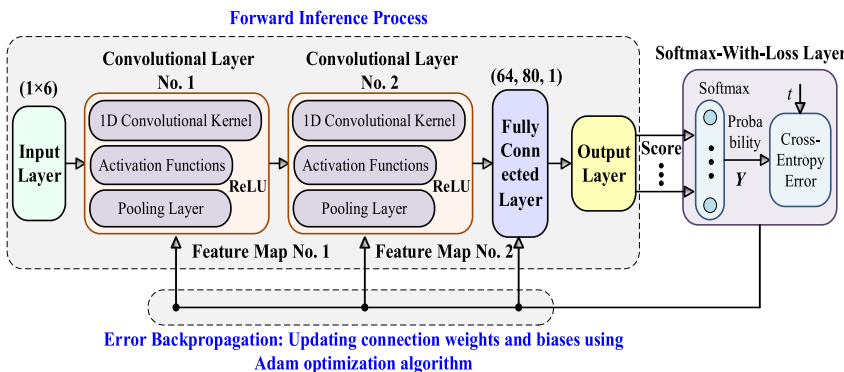 Forward Inference Process
Convolutional Layer
No. 1
Convolutional Layer
No. 2
Softmax-With-Loss Layer
(1×6)
(64, 80, 1)
Input
Layer
1D Convolutional Kernel
Activation Functions
ReLU
Pooling Layer
1D Convolutional Kernel
Activation Functions
ReLU
Pooling Layer
Fully
Conn
ected
Layer
Output
Layer
Score
Softmax
Proba
bility
Y
t
Cross-
Entropy
Error
Feature Map No. 1
Feature Map No. 2
Error Backpropagation: Updating connection weights and biases using
Adam optimization algorithm